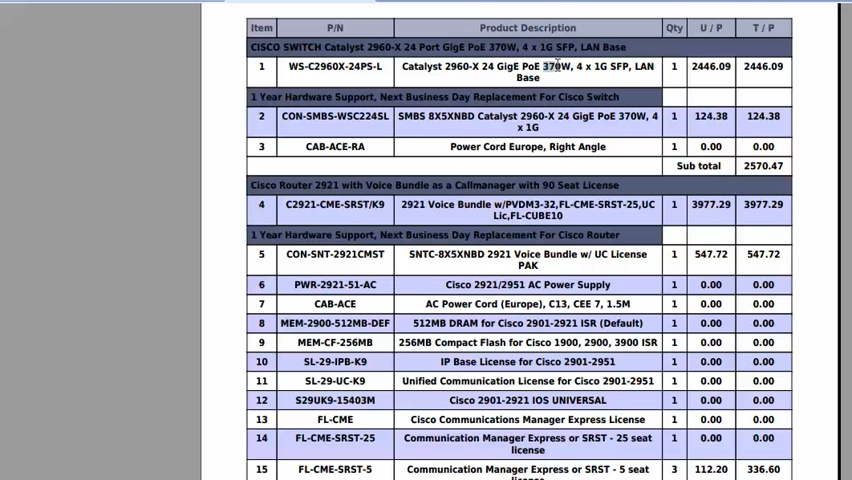 Item P/N Product Description Qty U / P T / P
CISCO SWITCH Catalyst 2960-X 24 Port GigE PoE 370W, 4 x 1G SFP, LAN Base
1 WS-C2960X-24PS-L Catalyst 2960-X 24 GigE PoE 370W, 4 x 1G SFP, LAN 1 2446.09 2446.09
Base
1 Year Hardware Support, Next Business Day Replacement For Cisco Switch
2 CON-SMBS-WSC224SL SMBS 8X5XNBD Catalyst 2960-X 24 GigE PoE 370W, 4 1 124.38 124.38
x 1G
3 CAB-ACE-RA Power Cord Europe, Right Angle 1 0.00 0.00
Sub total 2570.47
Cisco Router 2921 with Voice Bundle as a Callmanager with 90 Seat License
4 C2921-CME-SRST/K9 2921 Voice Bundle w/PVDM3-32,FL-CME-SRST-25,UC 1 3977.29 3977.29
Lic,FL-CUBE10
1 Year Hardware Support, Next Business Day Replacement For Cisco Router
5 CON-SNT-2921CMST SNTC-8X5XNBD 2921 Voice Bundle w/ UC License 1 547.72 547.72
PAK
6 PWR-2921-51-AC Cisco 2921/2951 AC Power Supply 1 0.00 0.00
7 CAB-ACE AC Power Cord (Europe), C13, CEE 7, 1.5M 1 0.00 0.00
8 MEM-2900-512MB-DEF 512MB DRAM for Cisco 2901-2921 ISR (Default) 1 0.00 0.00
9 MEM-CF-256MB 256MB Compact Flash for Cisco 1900, 2900, 3900 ISR 1 0.00 0.00
10 SL-29-IPB-K9 IP Base License for Cisco 2901-2951 1 0.00 0.00
11 SL-29-UC-K9 Unified Communication License for Cisco 2901-2951 1 0.00 0.00
12 S29UK9-15403M Cisco 2901-2921 IOS UNIVERSAL 1 0.00 0.00
13 FL-CME Cisco Communications Manager Express License 1 0.00 0.00
14 FL-CME-SRST-25 Communication Manager Express or SRST - 25 seat 1 0.00 0.00
license
15 FL-CME-SRST-5 Communication Manager Express or SRST - 5 seat 3 112.20 336.60